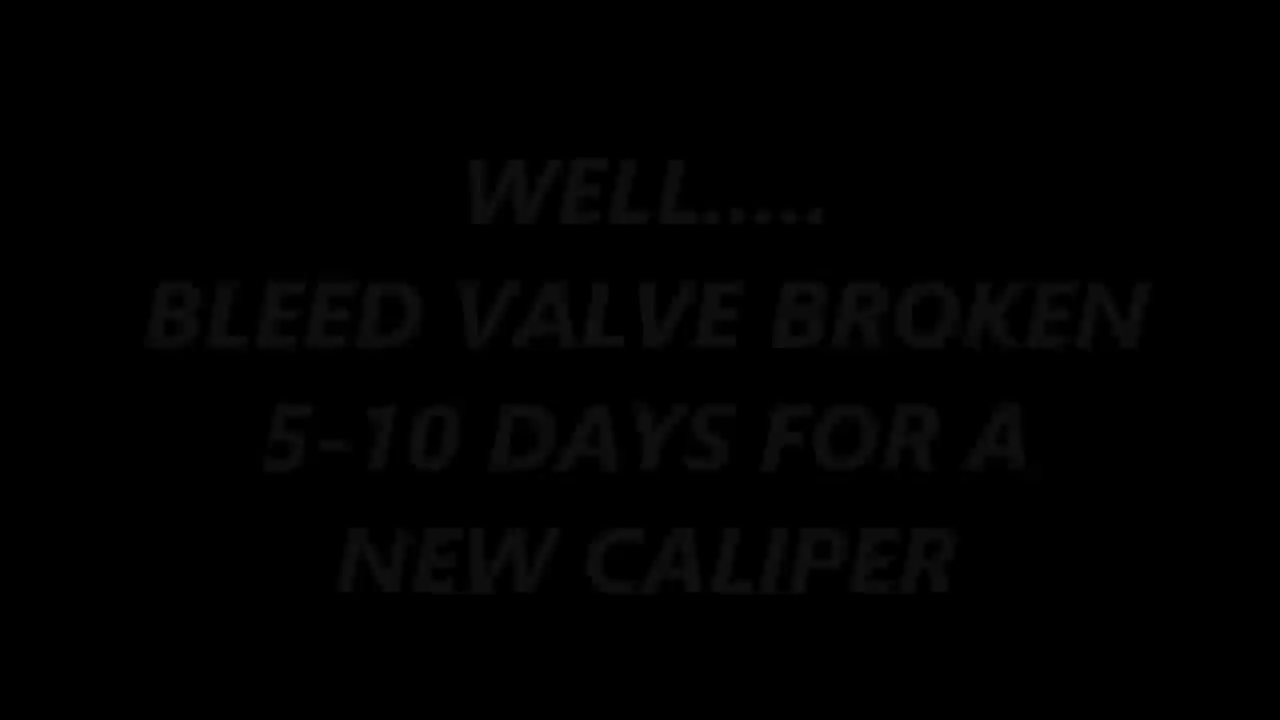 WELL.....
BLEED VALVE BROKEN
5-10 DAYS FOR A
NEW CALIPER